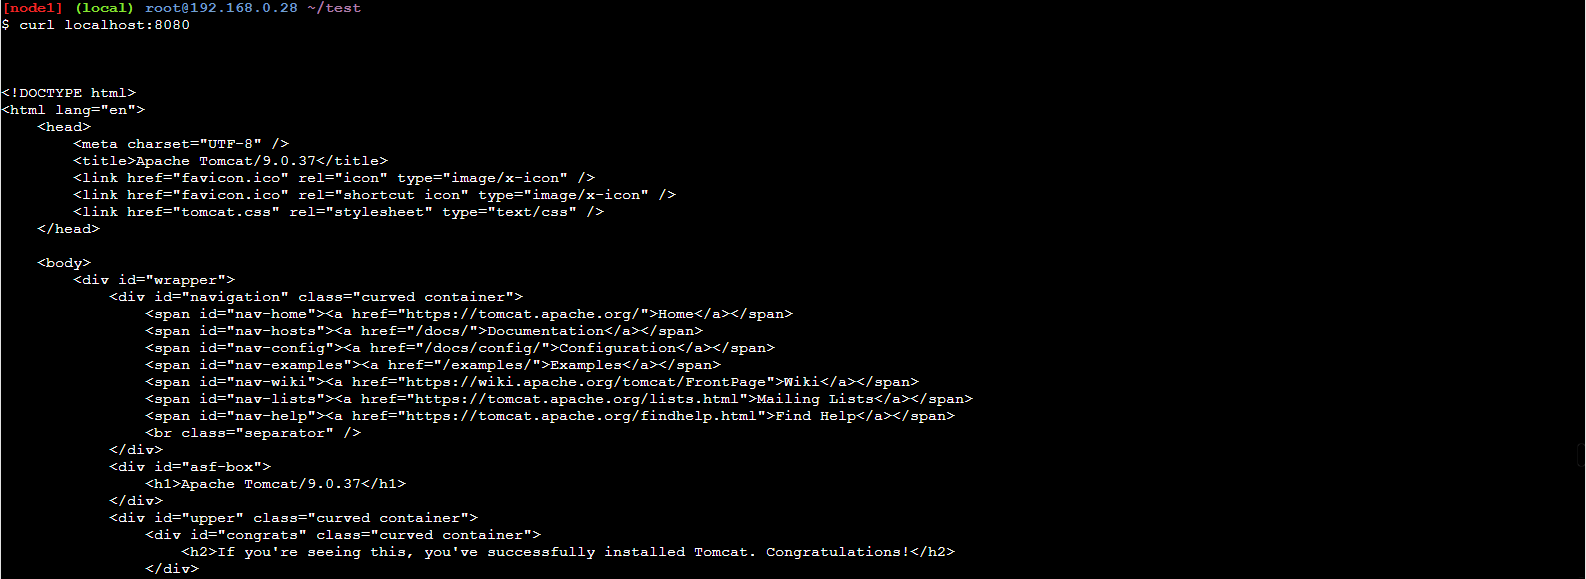 [node1] (local) root@192.168.0.28 ~/test
$ curl localhost:8080
<!DOCTYPE html>
<html lang="en">
    <head>
        <meta charset="UTF-8" />
        <title>Apache Tomcat/9.0.37</title>
        <link href="favicon.ico" rel="icon" type="image/x-icon" />
        <link href="favicon.ico" rel="shortcut icon" type="image/x-icon" />
        <link href="tomcat.css" rel="stylesheet" type="text/css" />
    </head>
    <body>
        <div id="wrapper">
            <div id="navigation" class="curved container">
                <span id="nav-home"><a href="https://tomcat.apache.org/">Home</a></span>
                <span id="nav-hosts"><a href="/docs/">Documentation</a></span>
                <span id="nav-config"><a href="/docs/config/">Configuration</a></span>
                <span id="nav-examples"><a href="/examples/">Examples</a></span>
                <span id="nav-wiki"><a href="https://wiki.apache.org/tomcat/FrontPage">Wiki</a></span>
                <span id="nav-lists"><a href="https://tomcat.apache.org/lists.html">Mailing Lists</a></span>
                <span id="nav-help"><a href="https://tomcat.apache.org/findhelp.html">Find Help</a></span>
                <br class="separator" />
            </div>
            <div id="asf-box">
                <h1>Apache Tomcat/9.0.37</h1>
            </div>
            <div id="upper" class="curved container">
                <div id="congrats" class="curved container">
                    <h2>If you're seeing this, you've successfully installed Tomcat. Congratulations!</h2>
                </div>